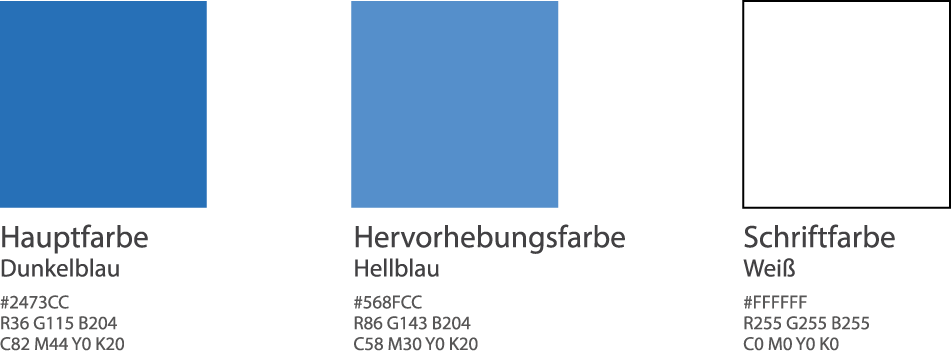 Hauptfarbe
Dunkelblau
#2473CC
R36 G115 B204
C82 M44 Y0 K20
Hervorhebungsfarbe
Hellblau
#568FCC
R86 G143 B204
C58 M30 Y0 K20
Schriftfarbe
Weiß
#FFFFFF
R255 G255 B255
C0 M0 Y0 K0